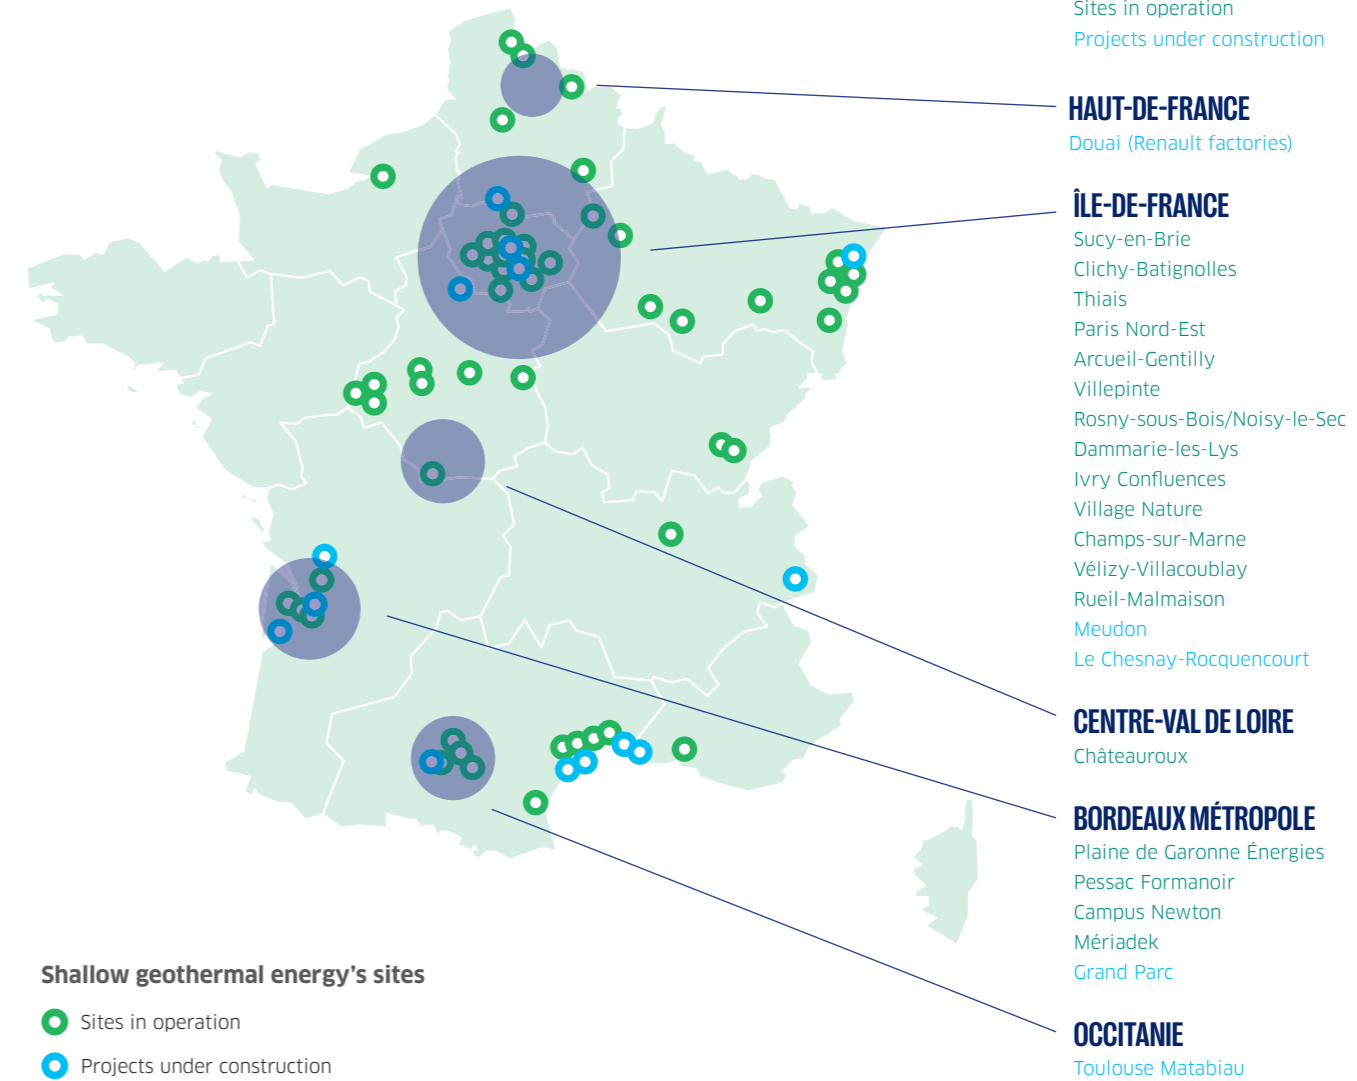 Sites in operation
Projects under construction
HAUT-DE-FRANCE
Douai (Renault factories)
ÎLE-DE-FRANCE
Sucy-en-Brie
Clichy-Batignolles
Thiais
Paris Nord-Est
Arcueil-Gentilly
Villepinte
Rosny-sous-Bois/Noisy-le-Sec
Dammarie-les-Lys
Ivry Confluences
Village Nature
Champs-sur-Marne
Vélizy-Villacoublay
Rueil-Malmaison
Meudon
Le Chesnay-Rocquencourt
CENTRE-VAL DE LOIRE
Châteauroux
BORDEAUX MÉTROPOLE
Plaine de Garonne Énergies
Pessac Formanoir
Campus Newton
Mériadek
Grand Parc
OCCITANIE
Toulouse Matabiau
Shallow geothermal energy's sites
Sites in operation
Projects under construction